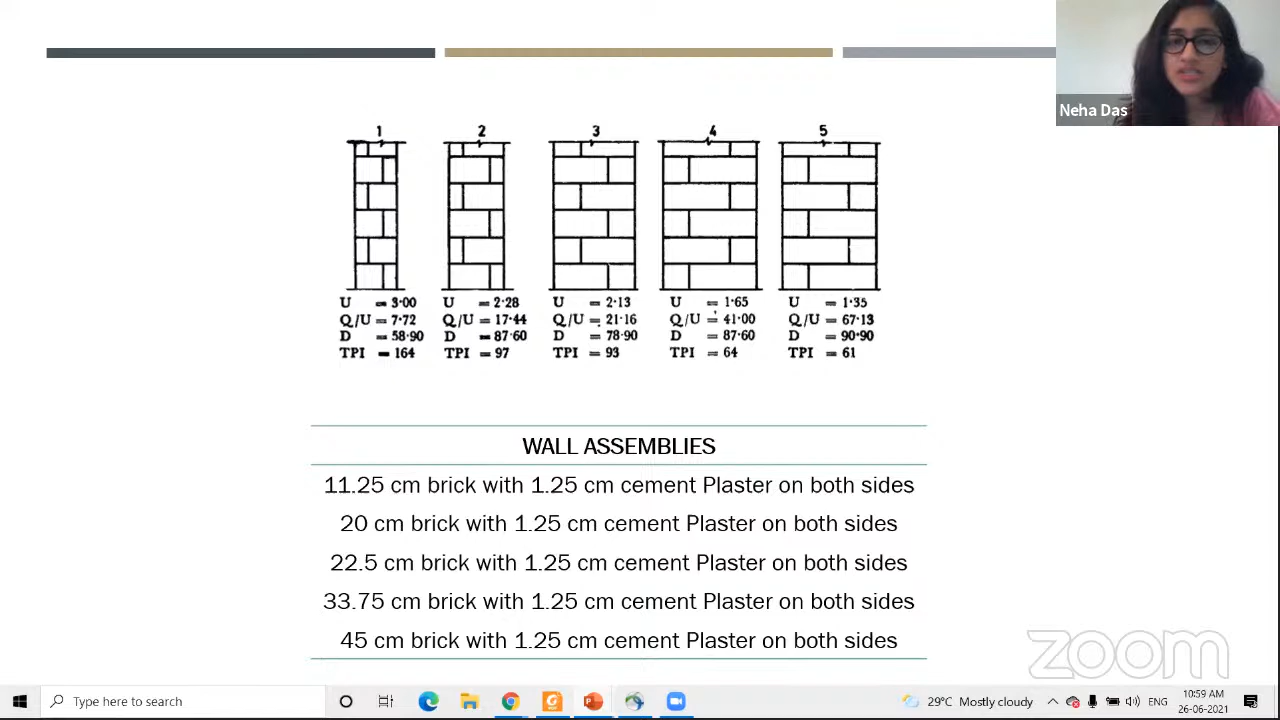 Neha Das
1 2 3 4 5
U = 3·00 U = 2·28 U = 2·13 U = 1·65 U = 1·35
Q/U = 7·72 Q/U = 17·44 Q/U = 21·16 Q/U = 41·00 Q/U = 67·13
D = 58·90 D = 87·60 D = 78·90 D = 87·60 D = 90·90
TPI = 164 TPI = 97 TPI = 93 TPI = 64 TPI = 61
WALL ASSEMBLIES
11.25 cm brick with 1.25 cm cement Plaster on both sides
20 cm brick with 1.25 cm cement Plaster on both sides
22.5 cm brick with 1.25 cm cement Plaster on both sides
33.75 cm brick with 1.25 cm cement Plaster on both sides
45 cm brick with 1.25 cm cement Plaster on both sides
zoom
Type here to search
29°C Mostly cloudy
ENG
10:59 AM
26-06-2021